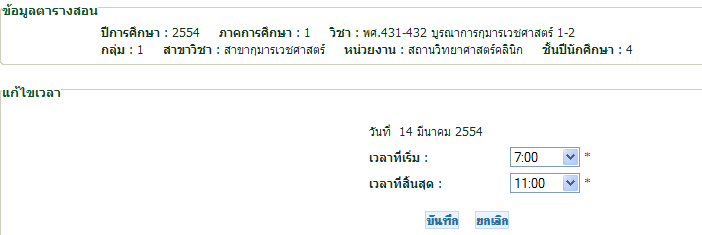 ข้อมูลตารางสอน
ปีการศึกษา : 2554 ภาคการศึกษา : 1 วิชา : พศ.431-432 บูรณาการกุมารเวชศาสตร์ 1-2
กลุ่ม : 1 สาขาวิชา : สาขากุมารเวชศาสตร์ หน่วยงาน : สถานวิทยาศาสตร์คลินิก ชั้นปีนักศึกษา : 4
แก้ไขเวลา
วันที่ 14 มีนาคม 2554
เวลาที่เริ่ม : 7:00 *
เวลาที่สิ้นสุด : 11:00 *
บันทึก ยกเลิก